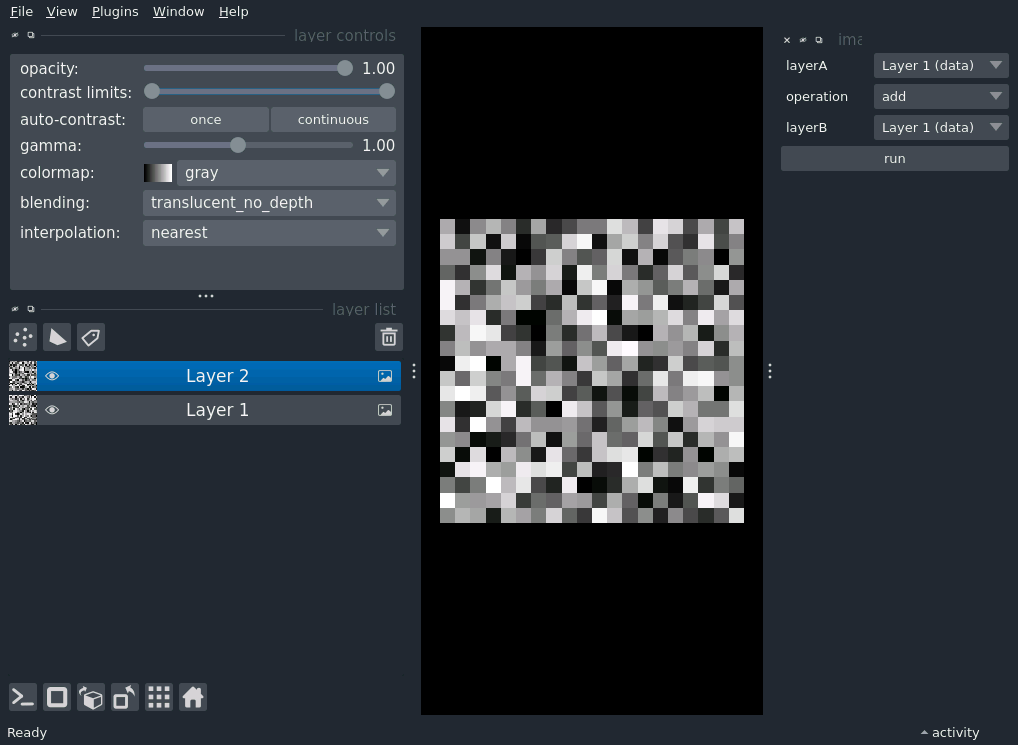 File View Plugins Window Help
layer controls
opacity: 1.00
contrast limits:
auto-contrast: once continuous
gamma: 1.00
colormap: gray
blending: translucent_no_depth
interpolation: nearest
layer list
Layer 2
Layer 1
ima
layerA Layer 1 (data)
operation add
layerB Layer 1 (data)
run
Ready
activity